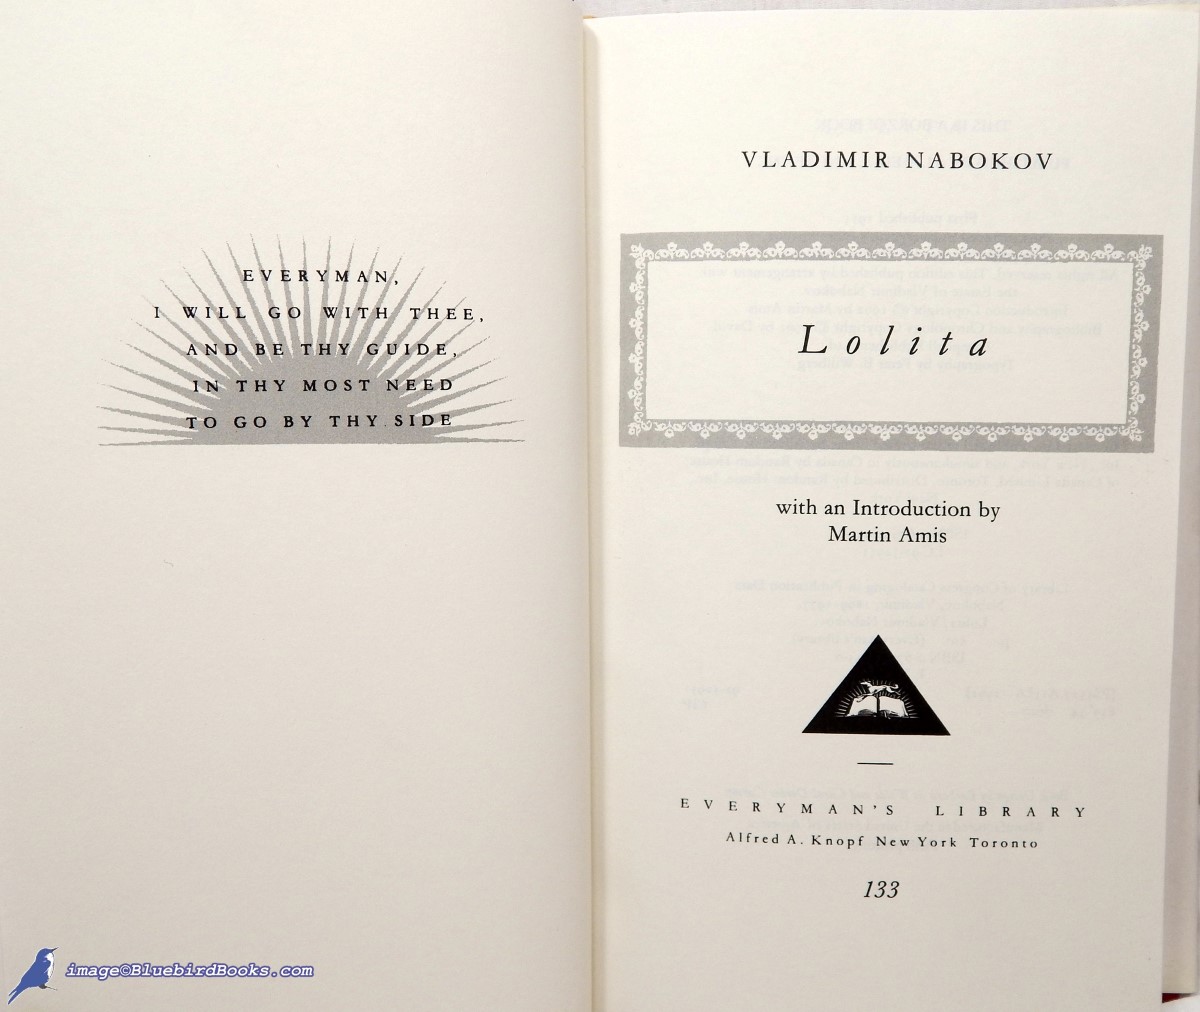 EVERYMAN,
I WILL GO WITH THEE,
AND BE THY GUIDE,
IN THY MOST NEED
TO GO BY THY SIDE
VLADIMIR NABOKOV
Lolita
with an Introduction by
Martin Amis
EVERYMAN'S LIBRARY
Alfred A. Knopf New York Toronto
133
image©BluebirdBooks.com